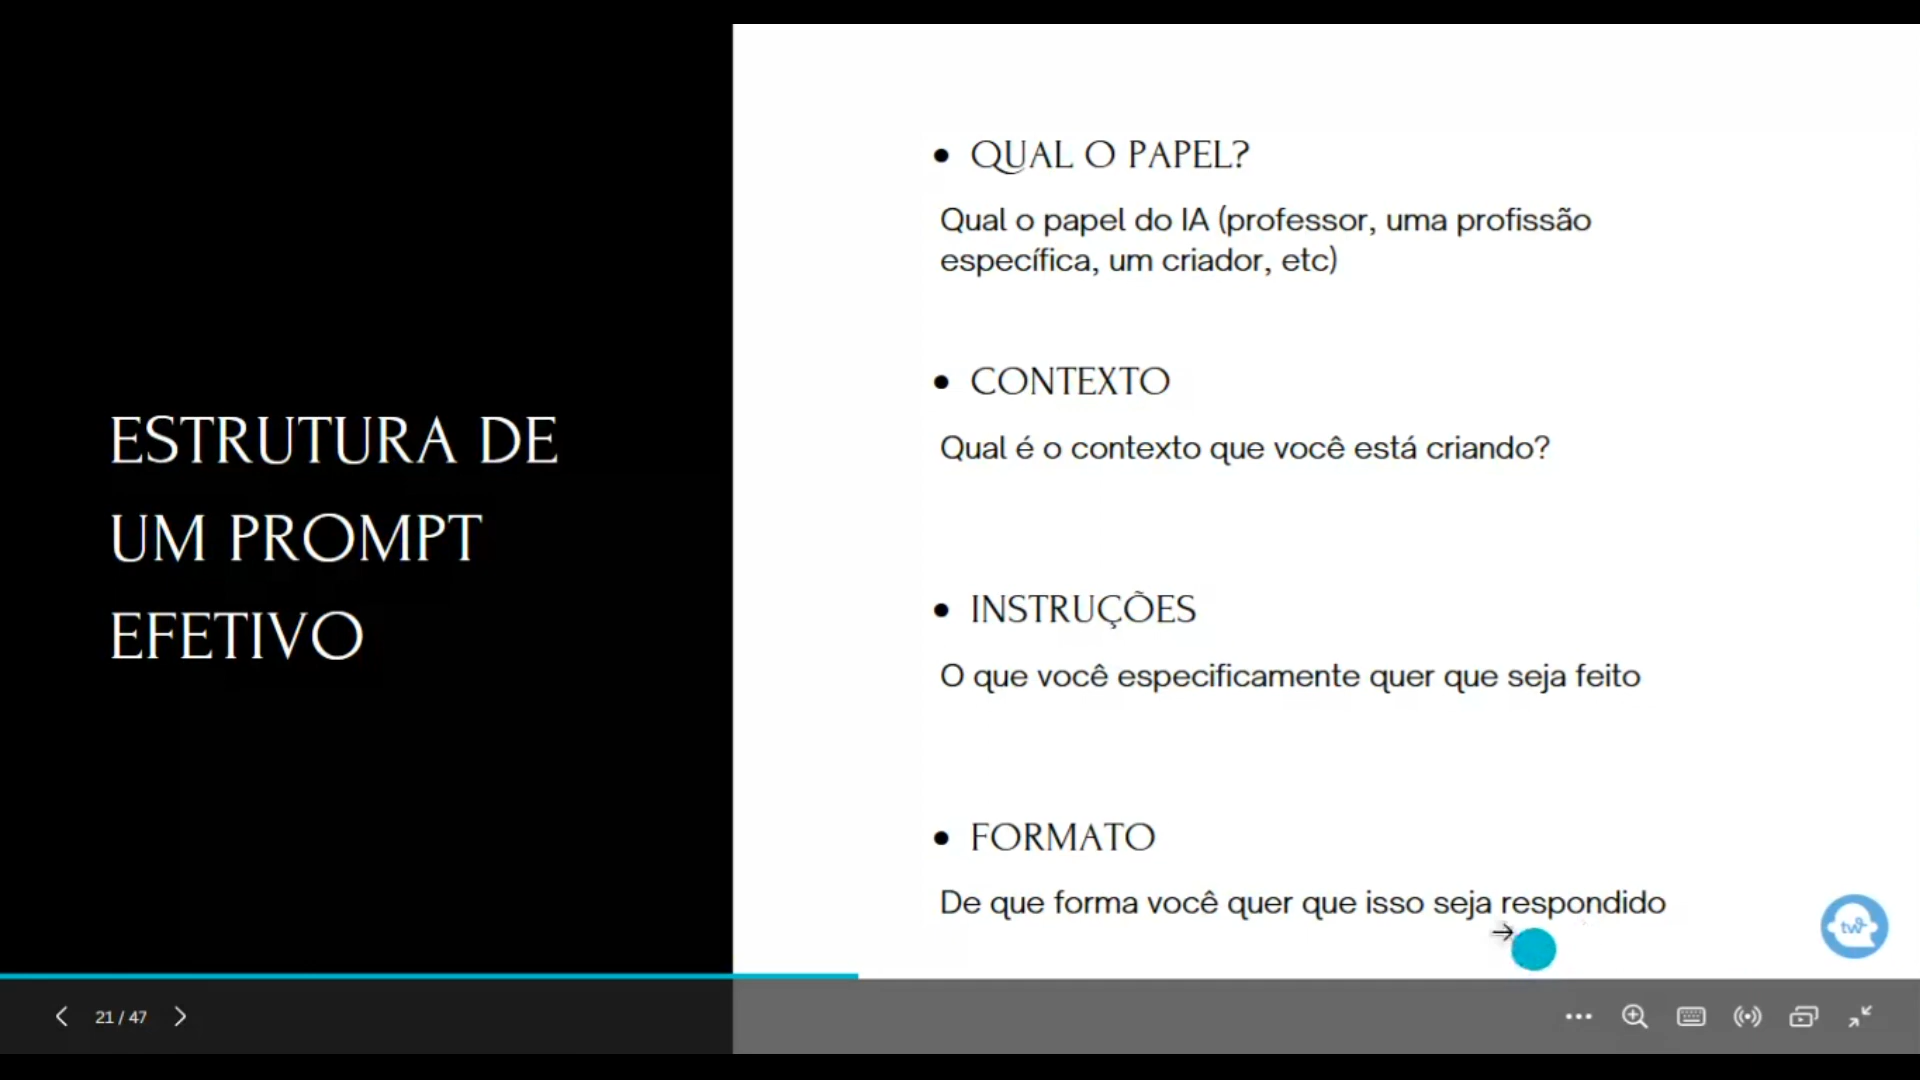 ESTRUTURA DE
UM PROMPT
EFETIVO
• QUAL O PAPEL?
Qual o papel do IA (professor, uma profissão
específica, um criador, etc)
• CONTEXTO
Qual é o contexto que você está criando?
• INSTRUÇÕES
O que você especificamente quer que seja feito
• FORMATO
De que forma você quer que isso seja respondido
tw
21 / 47